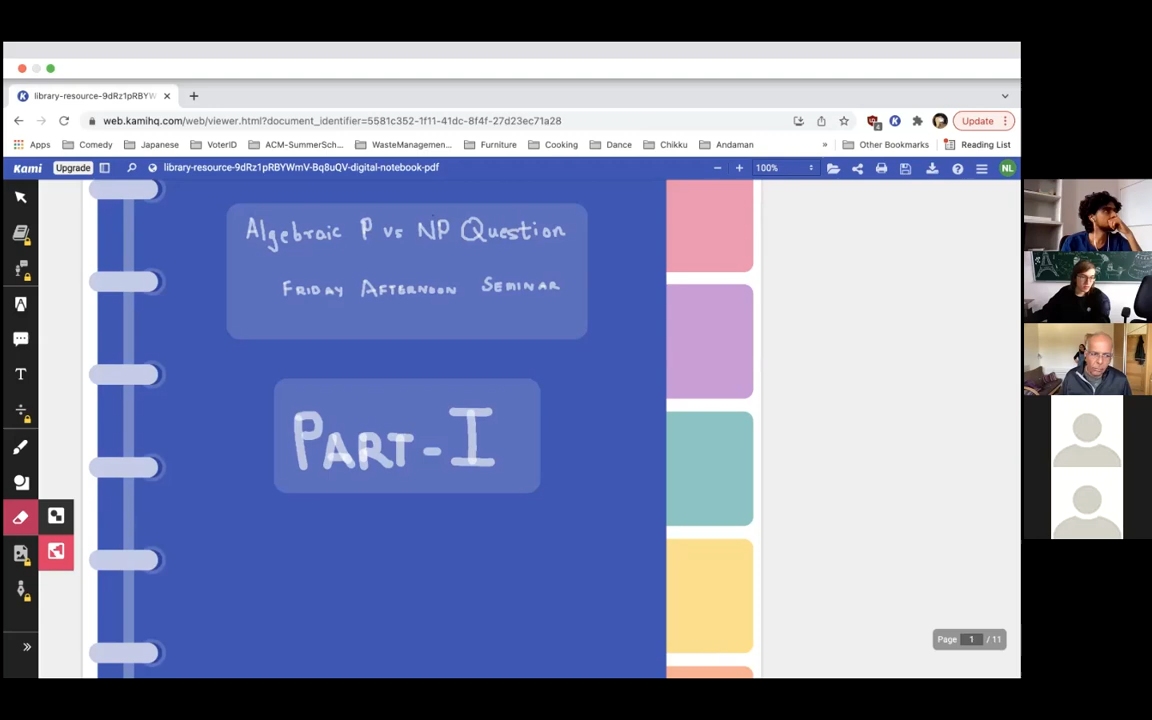 library-resource-9dRz1pRBYW
web.kamihq.com/web/viewer.html?document_identifier=5581c352-1f11-41dc-8f4f-27d23ec71a28
Update
Apps Comedy Japanese VoterID ACM-SummerSch... WasteManagemen... Furniture Cooking Dance Chikku Andaman » Other Bookmarks Reading List
Kami Upgrade library-resource-9dRz1pRBYWmV-Bq8uQV-digital-notebook-pdf 100% NL
Algebraic P vs NP Question
FRIDAY AFTERNOON SEMINAR
PART-I
Page 1 / 11